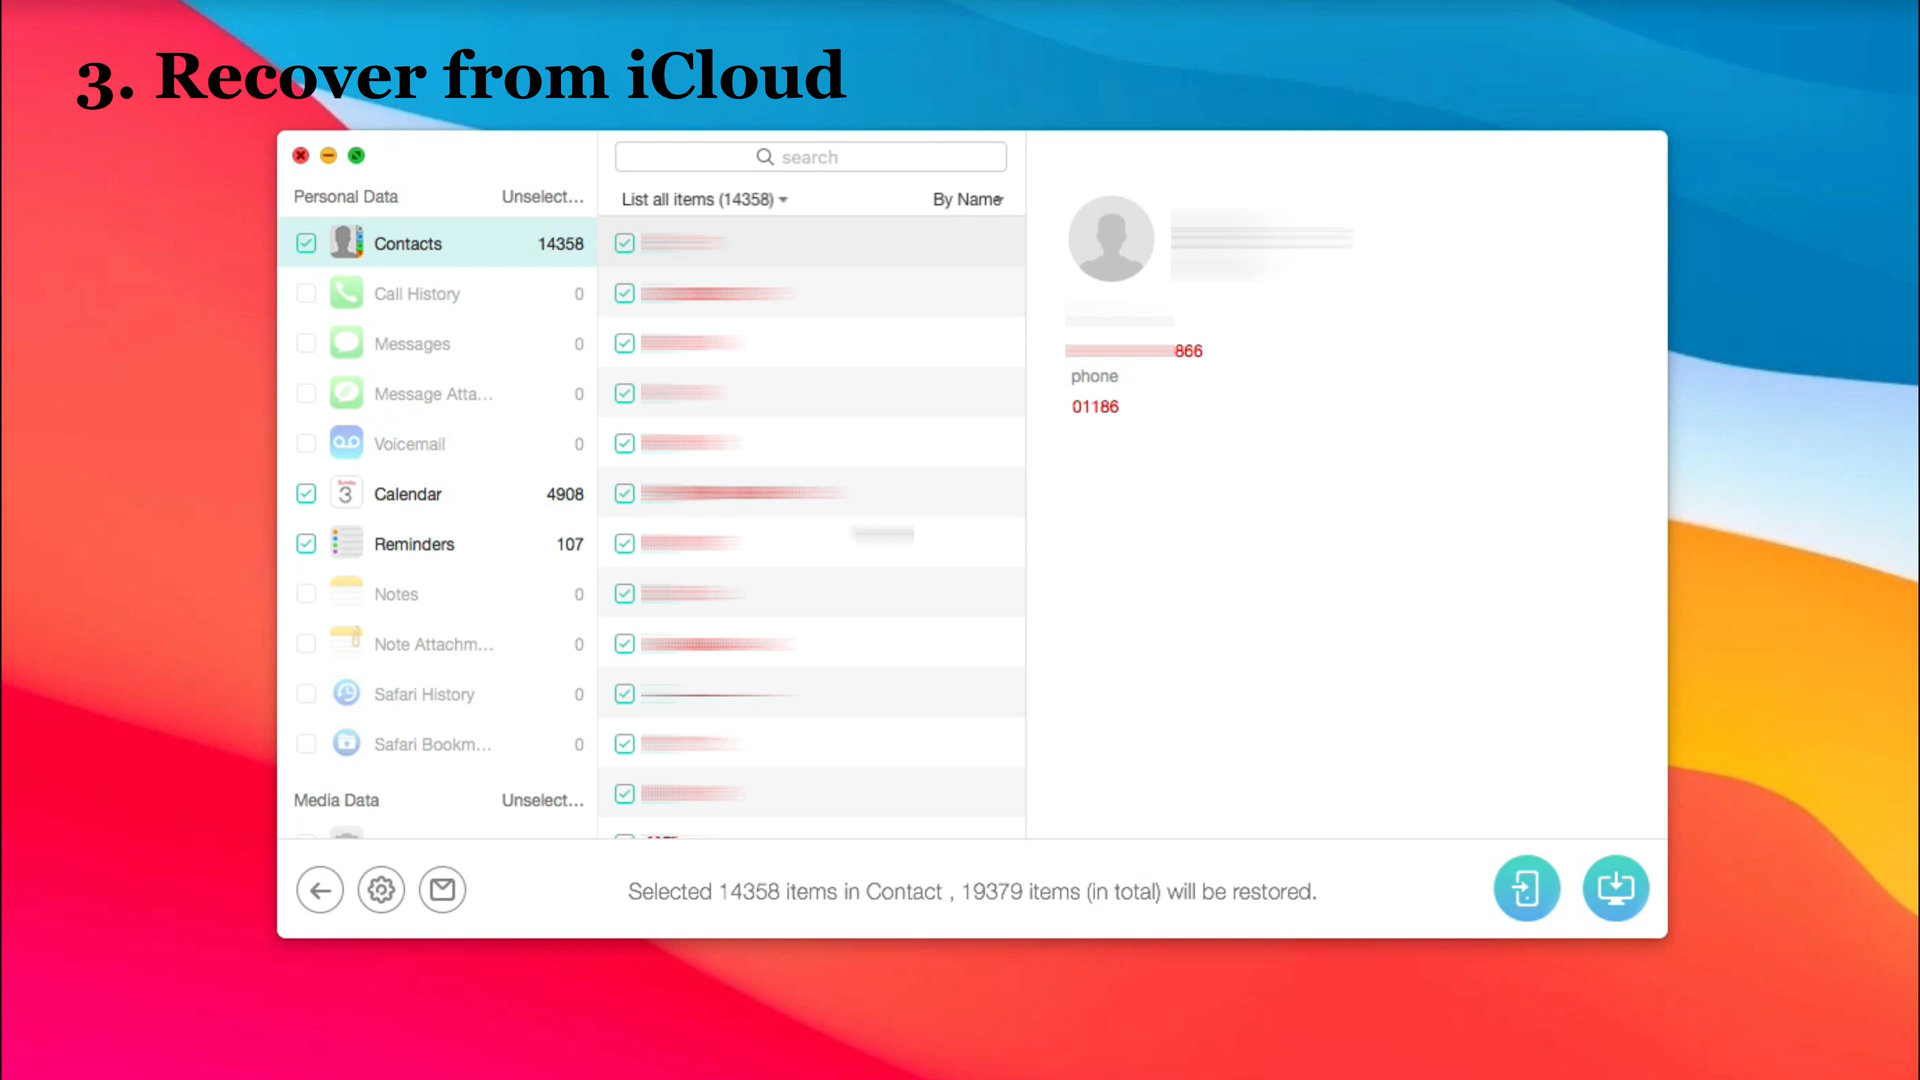 3. Recover from iCloud
search
Personal Data Unselect...
List all items (14358) By Name
Contacts 14358
Call History 0
Messages 0
Message Atta... 0
Voicemail 0
Calendar 4908
Sunday
3
Reminders 107
Notes 0
Note Attachm... 0
Safari History 0
Safari Bookm... 0
Media Data Unselect...
866
phone
01186
Selected 14358 items in Contact , 19379 items (in total) will be restored.